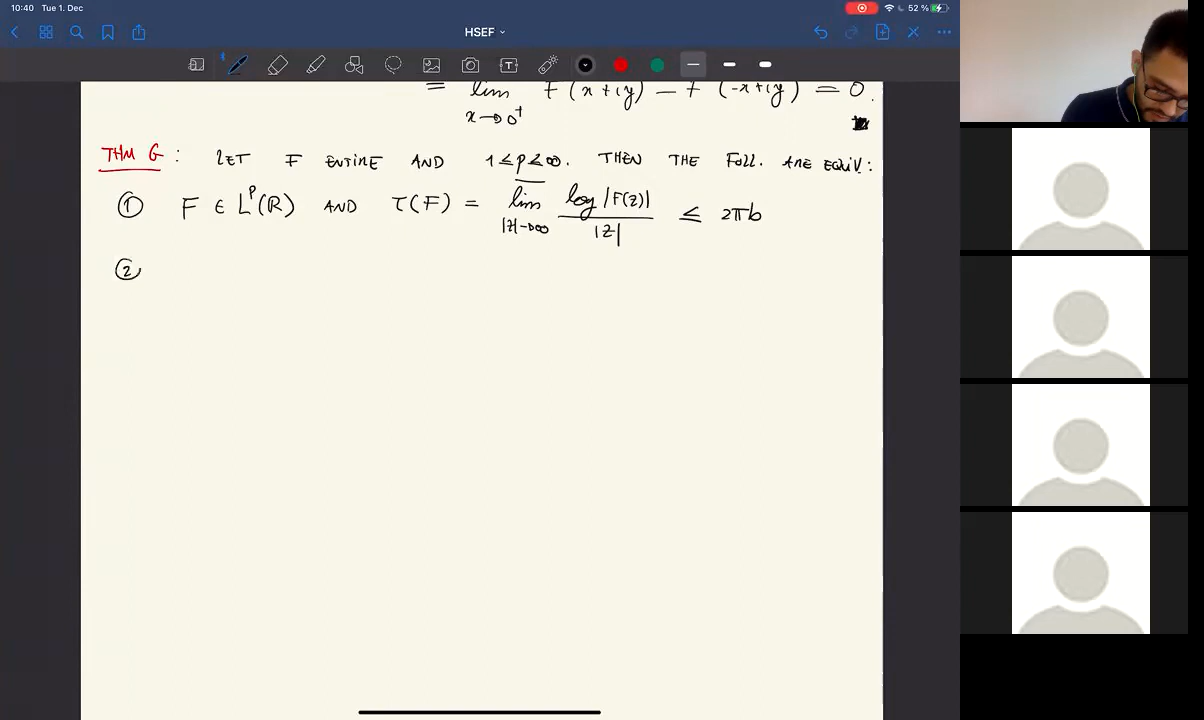 10:40 Tue 1. Dec
52 %
HSEF
= lim F(x+iy) - F(-x+iy) = 0.
x→0⁺
THM G: LET F ENTIRE AND 1≤p≤∞. THEN THE FOLL. ARE EQUIV:
① F ∈ Lᵖ(ℝ) AND τ(F) = lim |z|→∞ log|F(z)| / |z| ≤ 2πb
②